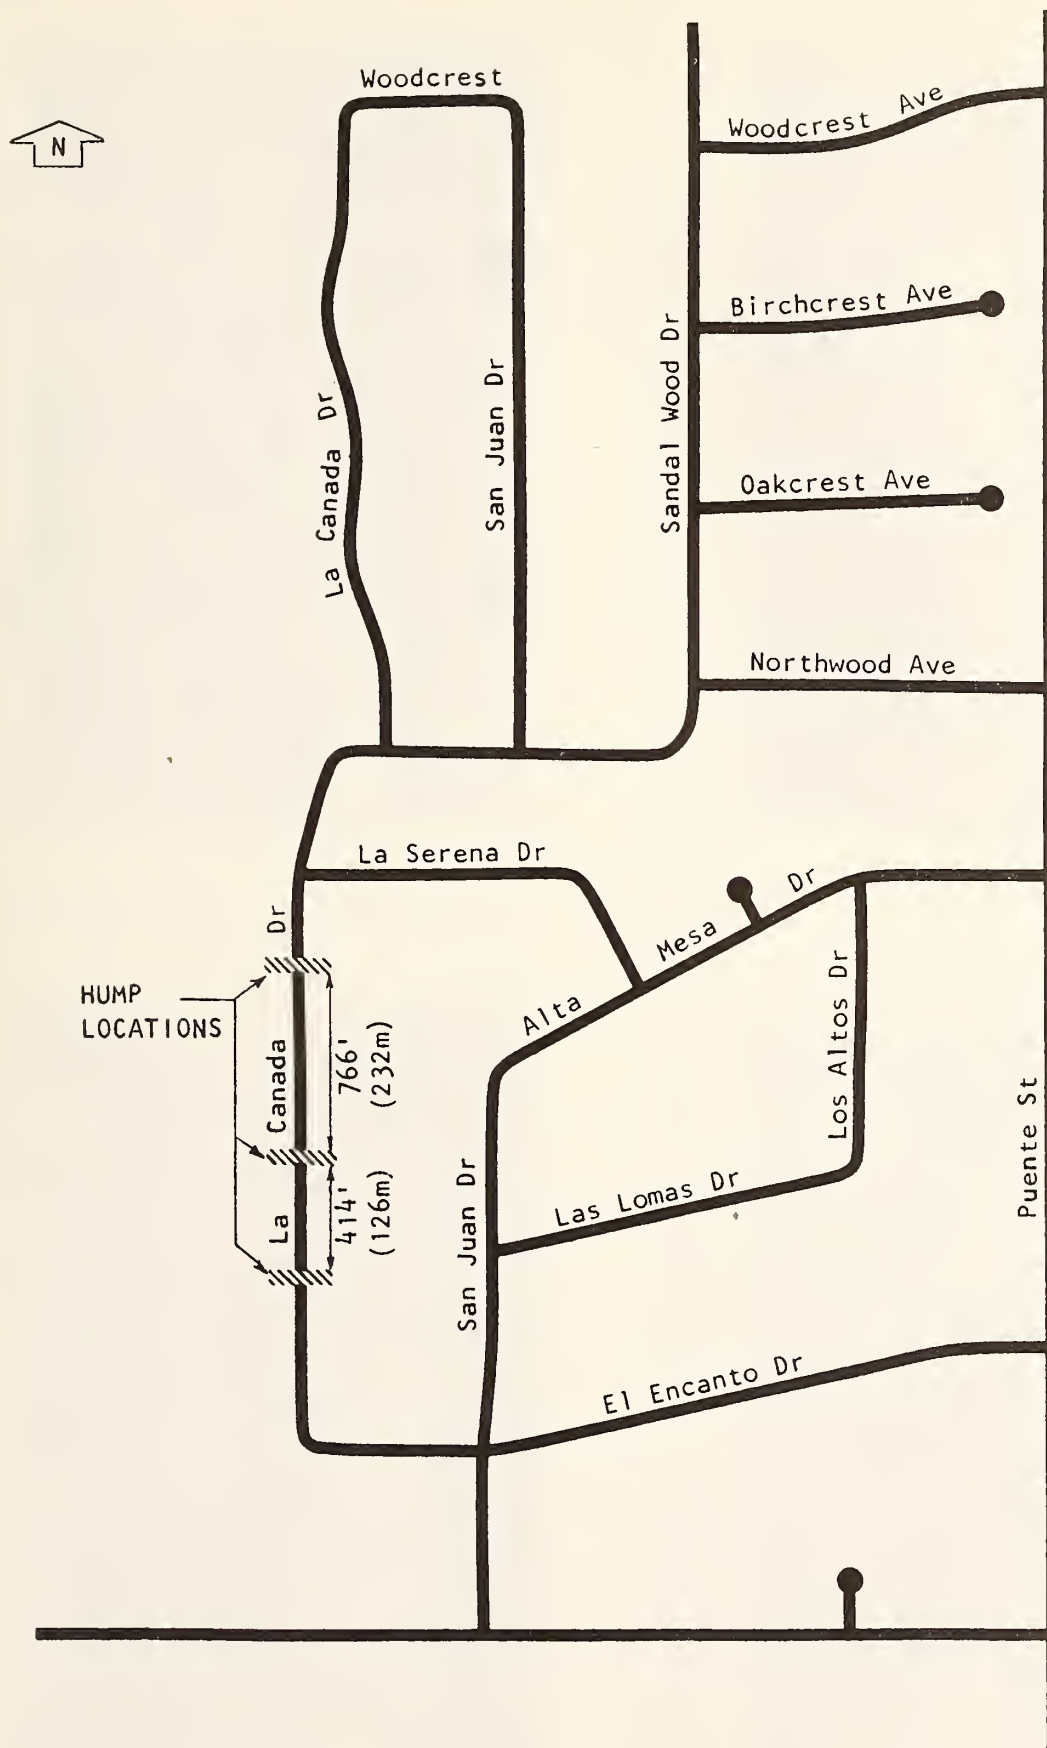 Woodcrest
N
Woodcrest Ave
Birchcrest Ave
La Canada Dr
San Juan Dr
Sandal Wood Dr
Oakcrest Ave
Northwood Ave
La Serena Dr
Alta Mesa Dr
HUMP
LOCATIONS
La Canada Dr
766'
(232m)
414'
(126m)
Los Altos Dr
Puente St
San Juan Dr
Las Lomas Dr
El Encanto Dr